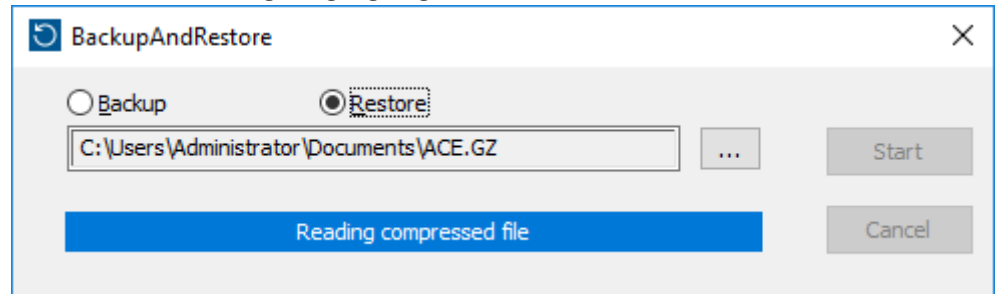 BackupAndRestore
Backup Restore
C:\Users\Administrator\Documents\ACE.GZ ... Start
Reading compressed file Cancel